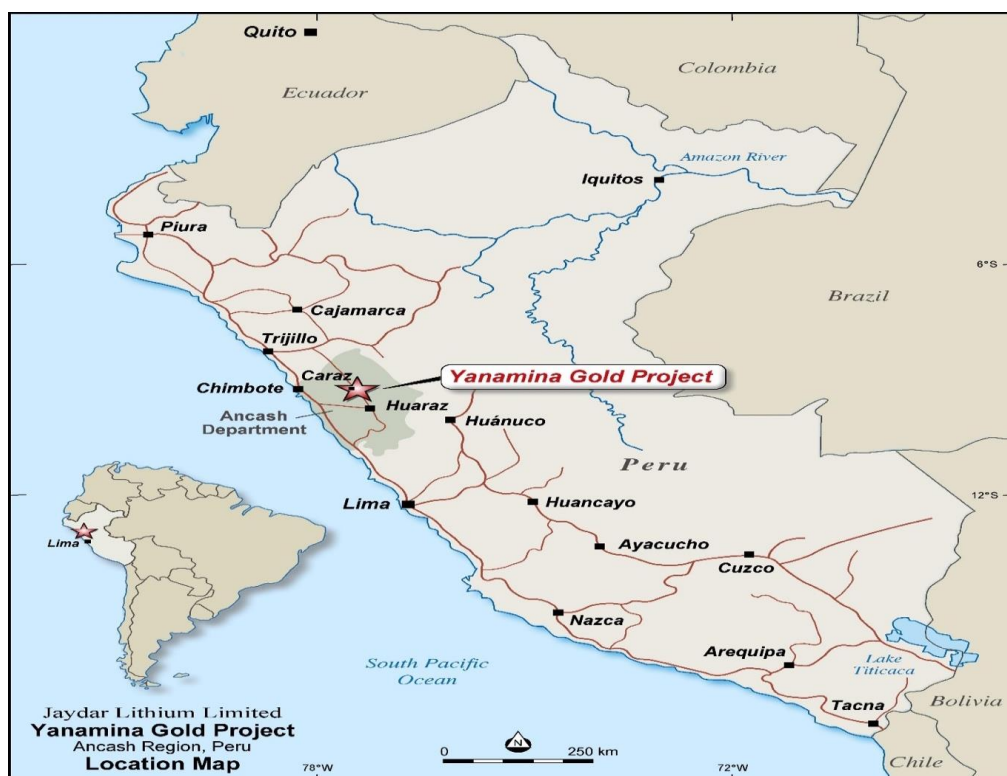 Quito
Colombia
Ecuador
Amazon River
Iquitos
Piura
6°S
Brazil
Cajamarca
Trijillo
Caraz
Yanamina Gold Project
Chimbote
Huaraz
Ancash
Department
Huánuco
Peru
Lima
12°S
Huancayo
Ayacucho
Cuzco
Lima
Nazca
South Pacific
Ocean
Arequipa
Lake
Titicaca
Tacna
Bolivia
Chile
Jaydar Lithium Limited
Yanamina Gold Project
Ancash Region, Peru
Location Map
N
0 250 km
78°W
72°W